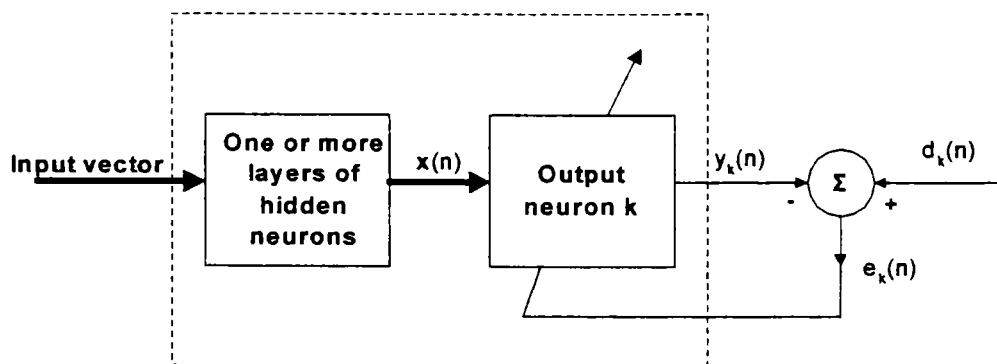 Input vector
One or more
layers of
hidden
neurons
x(n)
Output
neuron k
yₖ(n)
Σ
-
+
dₖ(n)
eₖ(n)